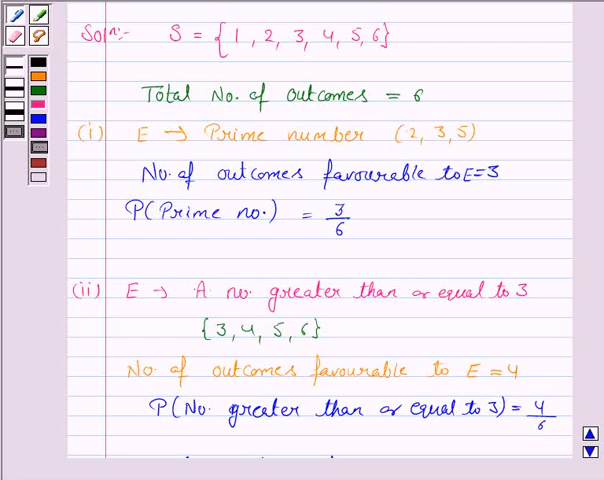 Solⁿ:- S = {1, 2, 3, 4, 5, 6}
Total No. of outcomes = 6
(i) E → Prime number (2, 3, 5)
No. of outcomes favourable to E=3
P(Prime no.) = 3/6
(ii) E → A no. greater than or equal to 3
{3, 4, 5, 6}
No. of outcomes favourable to E = 4
P(No. greater than or equal to 3) = 4/6